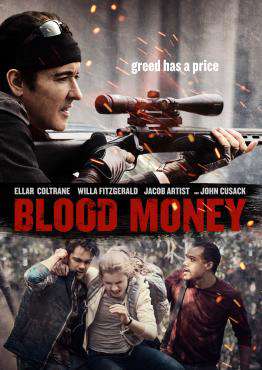 greed has a price
ELLAR COLTRANE WILLA FITZGERALD JACOB ARTIST AND JOHN CUSACK
BLOOD MONEY